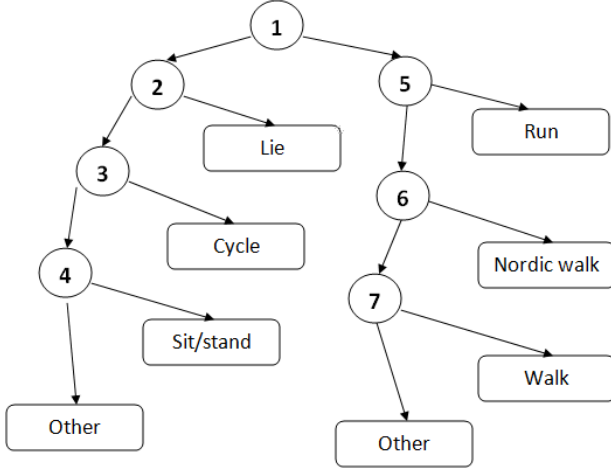 1
2
5
Lie
Run
3
6
Cycle
Nordic walk
4
7
Sit/stand
Walk
Other
Other